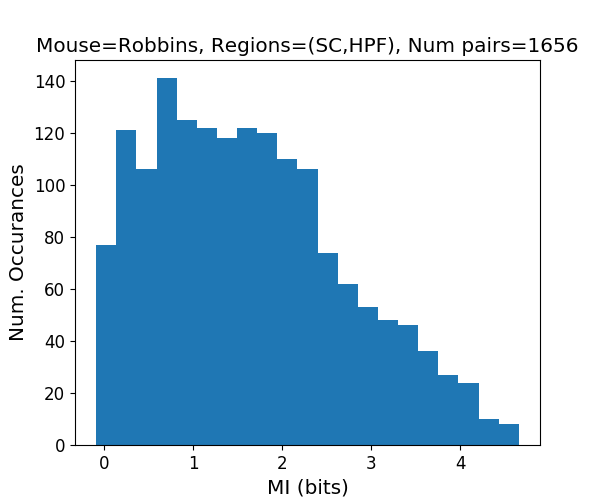 Mouse=Robbins, Regions=(SC,HPF), Num pairs=1656
140
120
100
80
60
40
20
0
Num. Occurances
0 1 2 3 4
MI (bits)